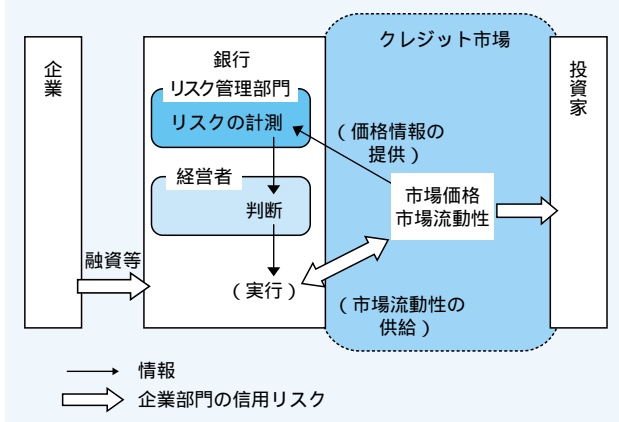 企業
銀行
リスク管理部門
リスクの計測
経営者
判断
（実行）
融資等
クレジット市場
（価格情報の
提供）
市場価格
市場流動性
（市場流動性の
供給）
投資家
情報
企業部門の信用リスク